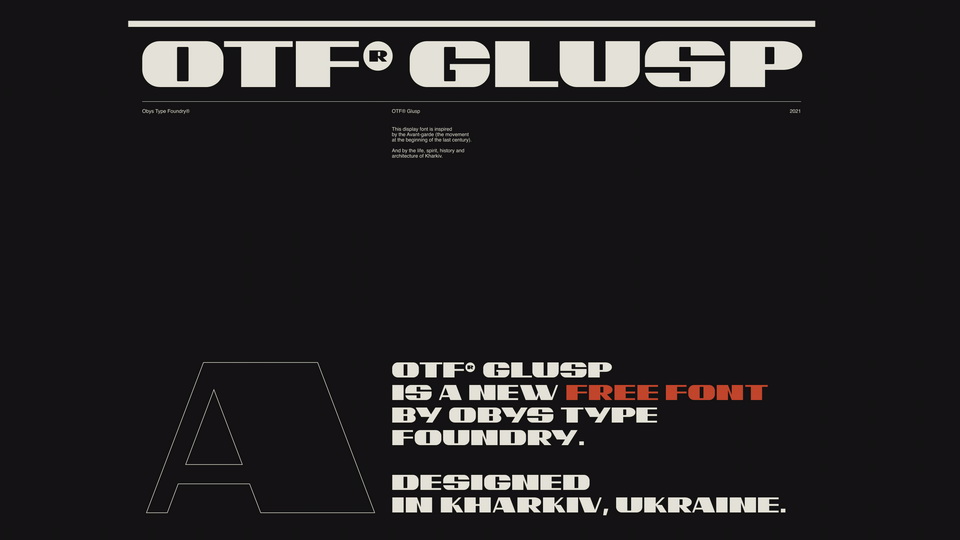 OTF® GLUSP
Obys Type Foundry®
OTF® Glusp
2021
This display font is inspired
by the Avant-garde (the movement
at the beginning of the last century).
And by the life, spirit, history and
architecture of Kharkiv.
A
OTF® GLUSP
IS A NEW FREE FONT
BY OBYS TYPE
FOUNDRY.
DESIGNED
IN KHARKIV, UKRAINE.